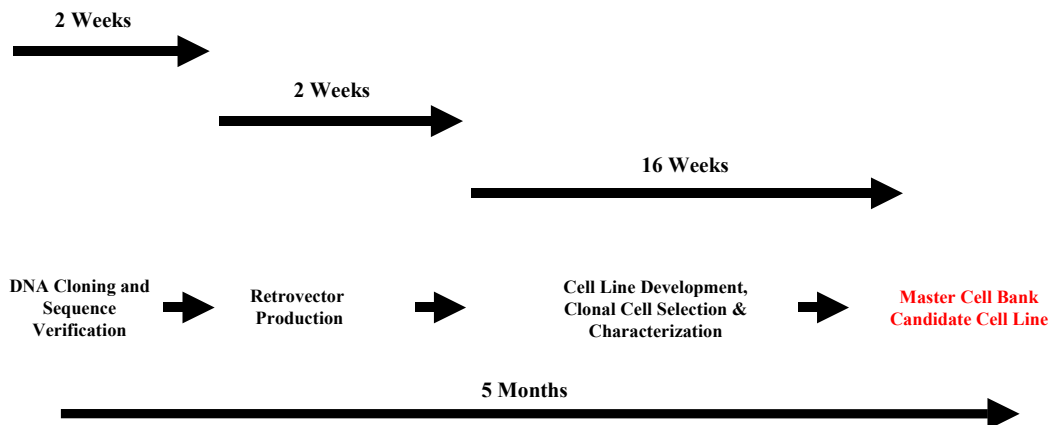 2 Weeks
2 Weeks
16 Weeks
DNA Cloning and
Sequence
Verification
Retrovector
Production
Cell Line Development,
Clonal Cell Selection &
Characterization
Master Cell Bank
Candidate Cell Line
5 Months